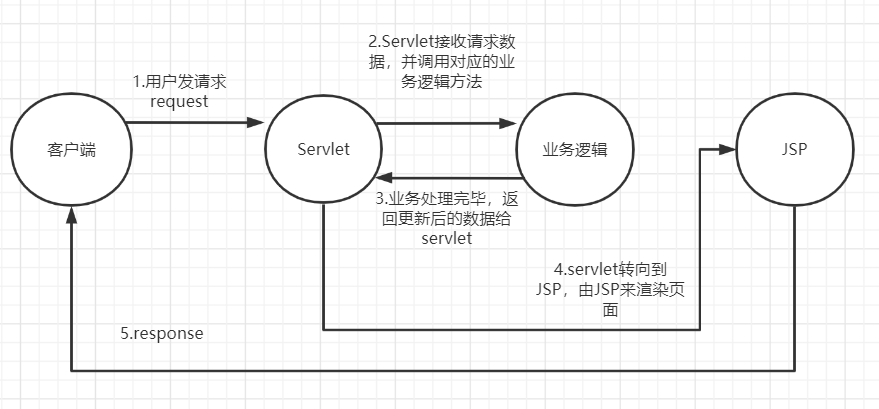 1.用户发请求
request
2.Servlet接收请求数
据，并调用对应的业
务逻辑方法
客户端
Servlet
业务逻辑
JSP
3.业务处理完毕，返
回更新后的数据给
servlet
4.servlet转向到
JSP，由JSP来渲染页
面
5.response